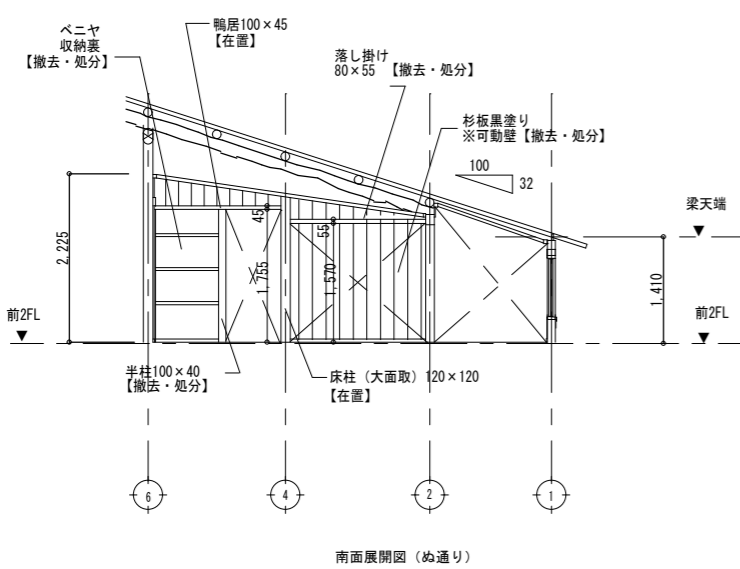 ベニヤ
収納裏
【撤去・処分】
鴨居100×45
【在置】
落し掛け
80×55 【撤去・処分】
杉板黒塗り
※可動壁【撤去・処分】
100
32
梁天端
2,225
45
1,755
55
1,570
1,410
前2FL
前2FL
半柱100×40
【撤去・処分】
床柱（大面取）120×120
【在置】
6
4
2
1
南面展開図（ぬ通り）